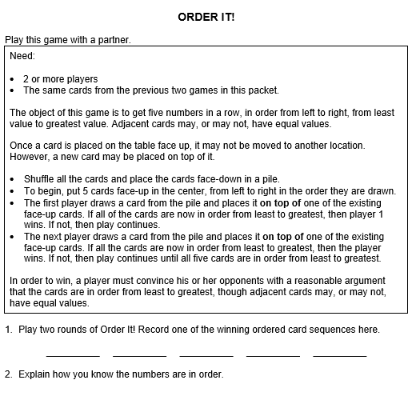 ORDER IT!
Play this game with a partner.
Need:
• 2 or more players
• The same cards from the previous two games in this packet.
The object of this game is to get five numbers in a row, in order from left to right, from least
value to greatest value. Adjacent cards may, or may not, have equal values.
Once a card is placed on the table face up, it may not be moved to another location.
However, a new card may be placed on top of it.
• Shuffle all the cards and place the cards face-down in a pile.
• To begin, put 5 cards face-up in the center, from left to right in the order they are drawn.
• The first player draws a card from the pile and places it on top of one of the existing
face-up cards. If all of the cards are now in order from least to greatest, then player 1
wins. If not, then play continues.
• The next player draws a card from the pile and places it on top of one of the existing
face-up cards. If all the cards are now in order from least to greatest, then the player
wins. If not, then play continues until all five cards are in order from least to greatest.
In order to win, a player must convince his or her opponents with a reasonable argument
that the cards are in order from least to greatest, though adjacent cards may, or may not,
have equal values.
1. Play two rounds of Order It! Record one of the winning ordered card sequences here.
2. Explain how you know the numbers are in order.